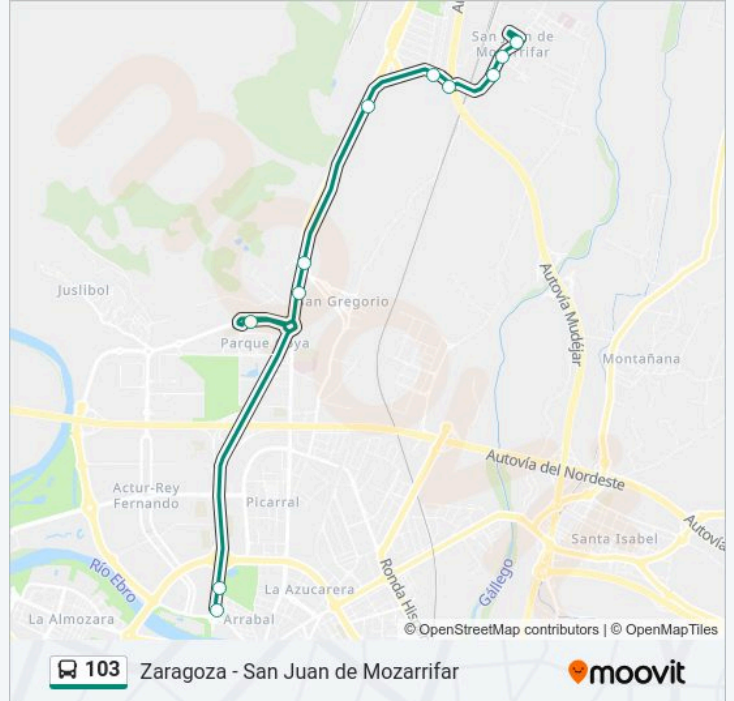 Au
San Juan de
Mozarrifar
Juslibol
San Gregorio
Parque Goya
Autovía Mudéjar
Montañana
Autovía del Nordeste
Actur-Rey
Fernando
Picarral
Santa Isabel
Autovía
Río Ebro
La Azucarera
Ronda His
Gállego
La Almozara
Arrabal
© OpenStreetMap contributors | © OpenMapTiles
103 Zaragoza - San Juan de Mozarrifar
moovit
moovit